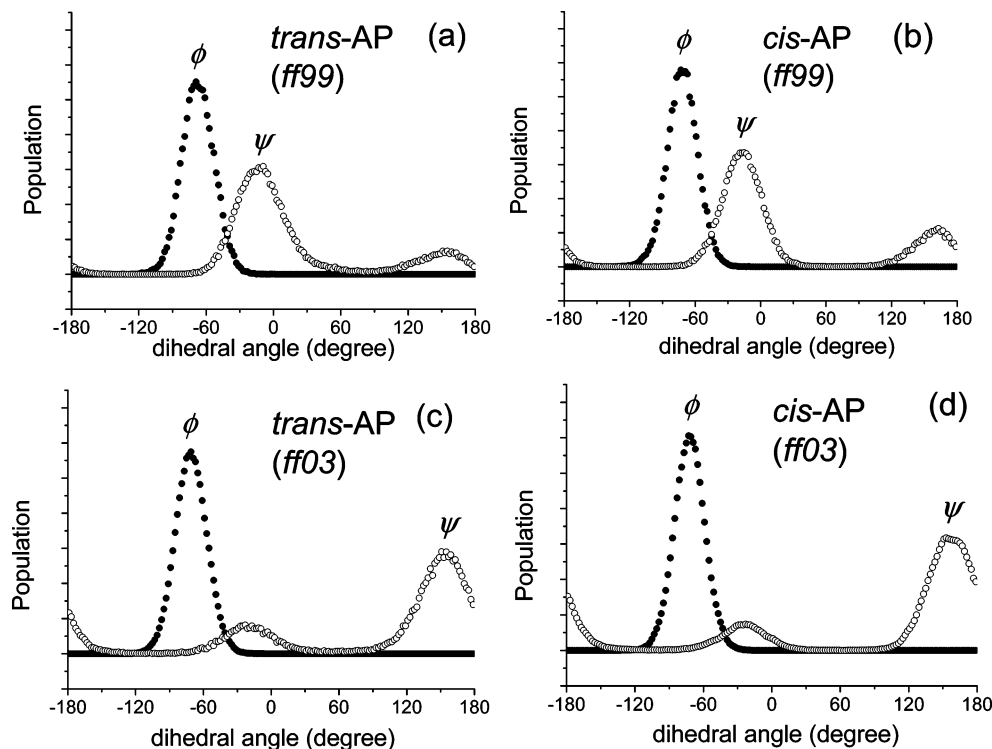 trans-AP (a)
(ff99)
ϕ
ψ
Population
-180 -120 -60 0 60 120 180
dihedral angle (degree)
cis-AP (b)
(ff99)
ϕ
ψ
Population
-180 -120 -60 0 60 120 180
dihedral angle (degree)
trans-AP (c)
(ff03)
ϕ
ψ
Population
-180 -120 -60 0 60 120 180
dihedral angle (degree)
cis-AP (d)
(ff03)
ϕ
ψ
Population
-180 -120 -60 0 60 120 180
dihedral angle (degree)